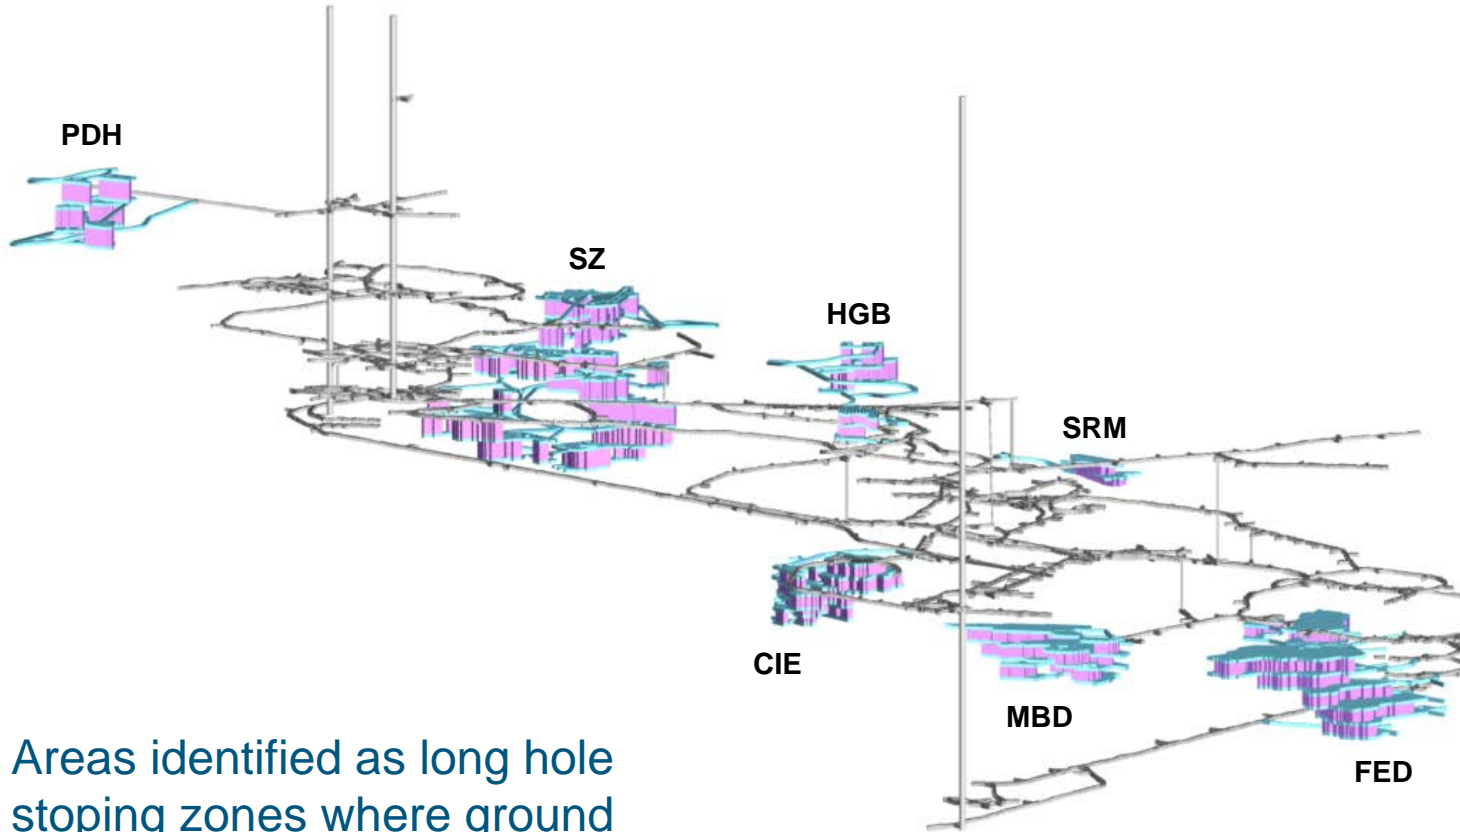 PDH
SZ
HGB
SRM
CIE
MBD
FED
Areas identified as long hole
stoping zones where ground